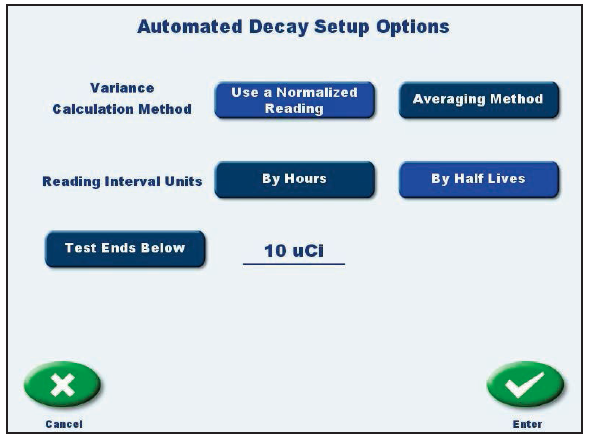 Automated Decay Setup Options
Variance
Calculation Method
Use a Normalized
Reading
Averaging Method
Reading Interval Units
By Hours
By Half Lives
Test Ends Below
10 uCi
Cancel
Enter